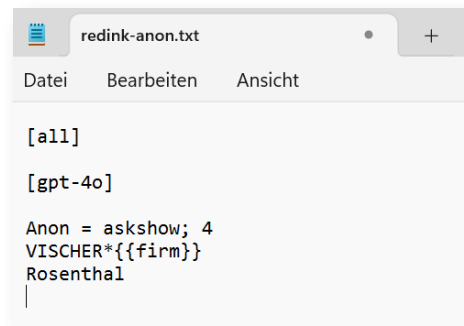 redink-anon.txt
Datei Bearbeiten Ansicht
[all]
[gpt-4o]
Anon = askshow; 4
VISCHER*{{firm}}
Rosenthal